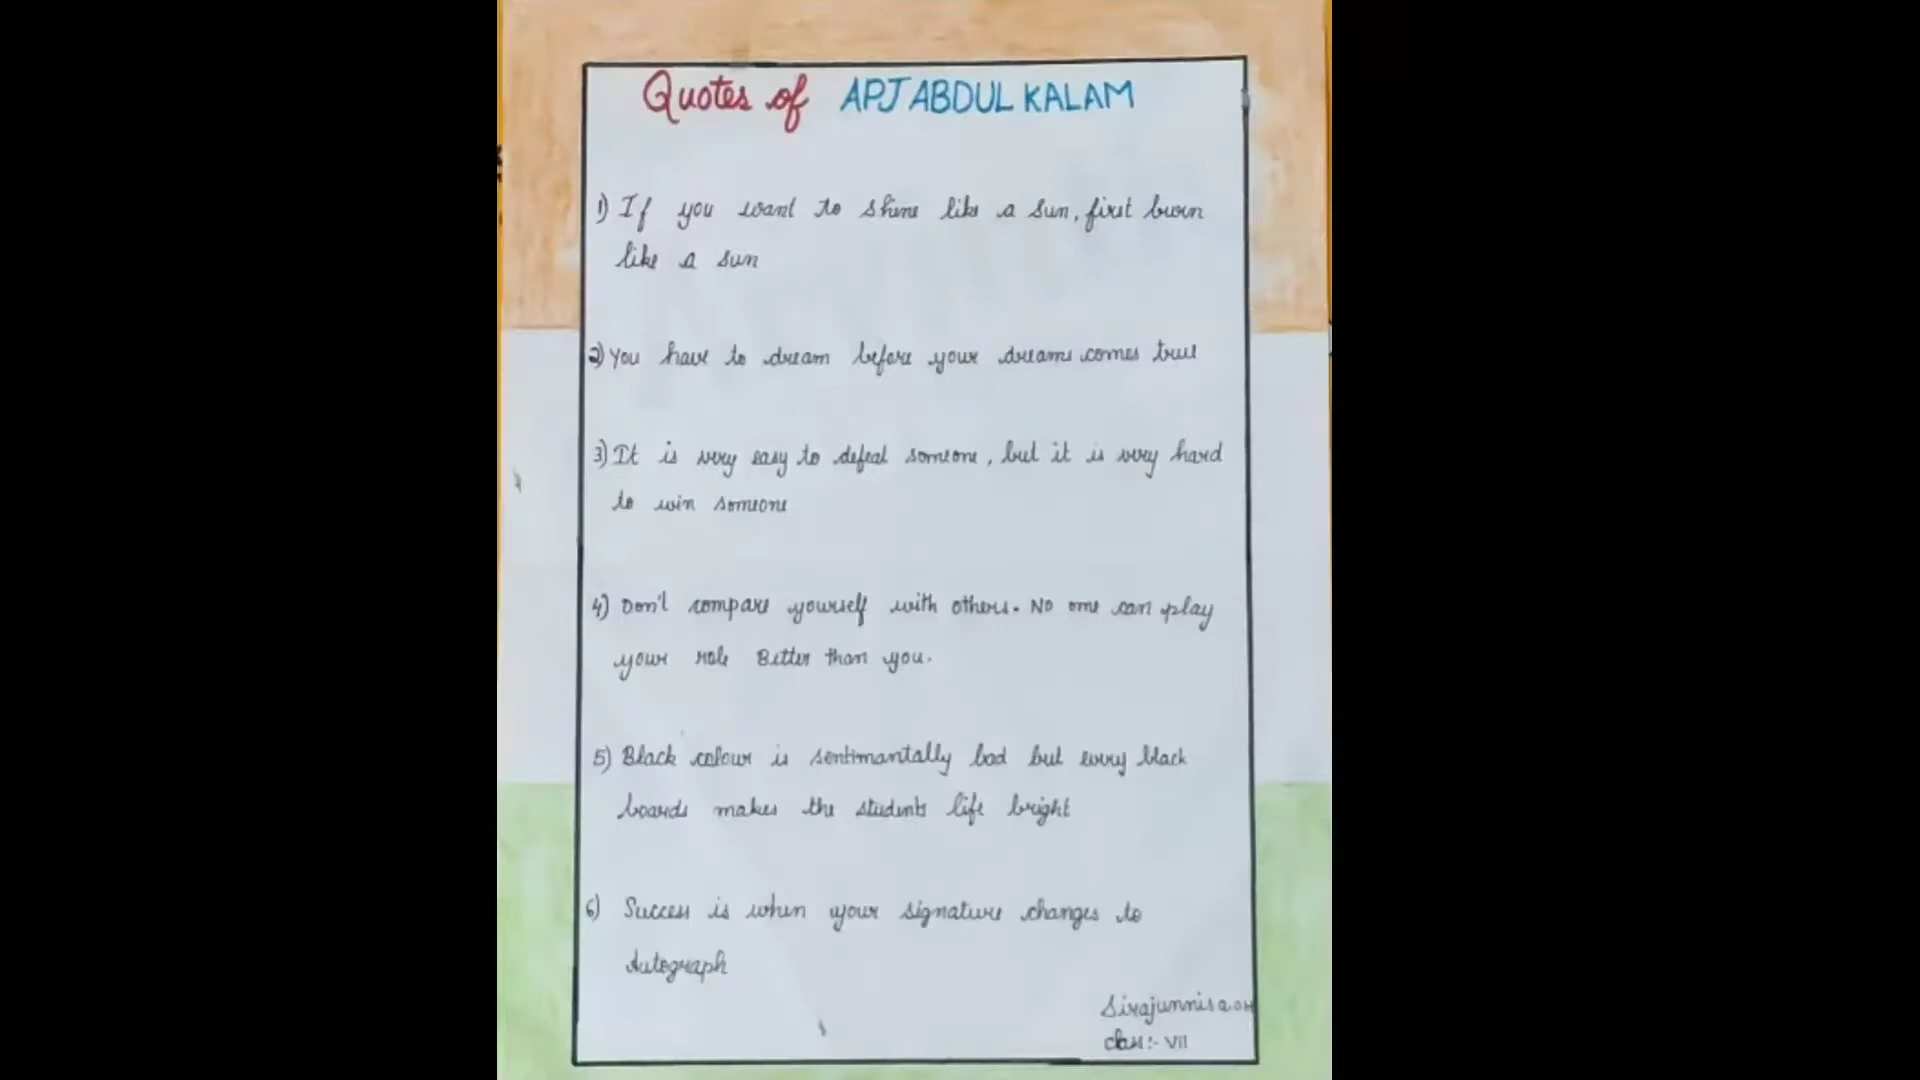 Quotes of APJ ABDUL KALAM
1) If you want to shine like a sun, first burn
like a sun
2) You have to dream before your dreams comes true
3) It is very easy to defeat someone, but it is very hard
to win someone
4) Don't compare yourself with others. No one can play
your role Better than you.
5) Black colour is sentimantally bad but every black
boards makes the students life bright
6) Success is when your signature changes to
Autograph
Sirajunnisa
class:- VII